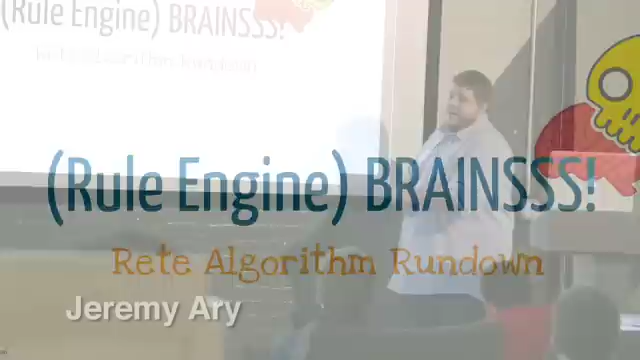 (Rule Engine) BRAINSSS!
(Rule Engine) BRAINSSS!
Rete Algorithm Rundown
Jeremy Ary